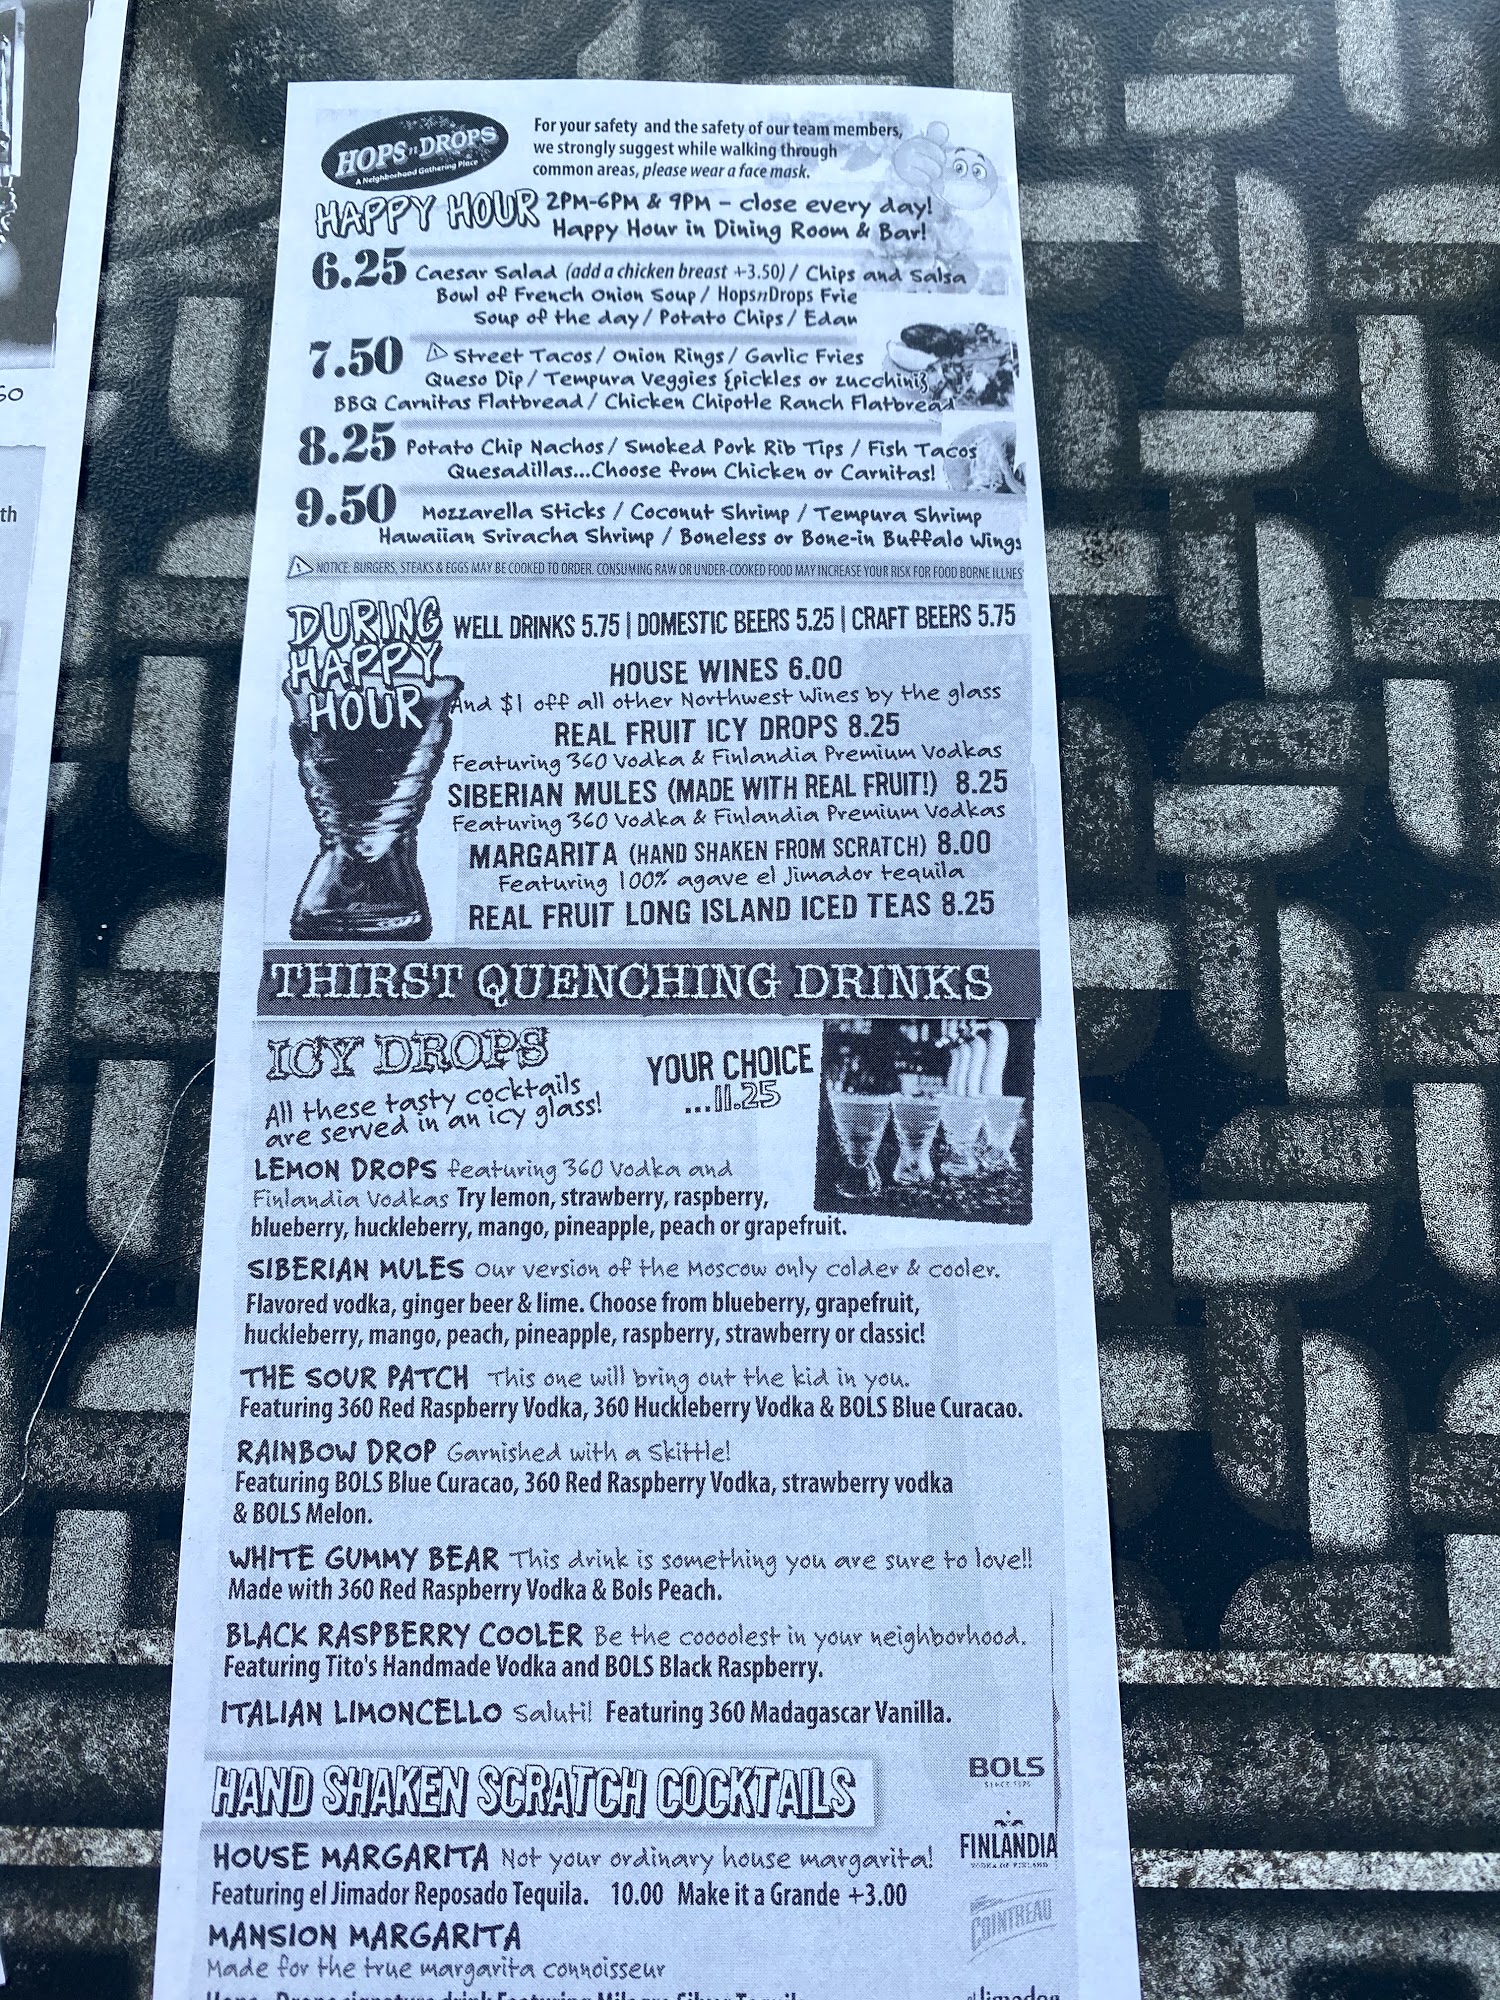 so
th
HOPSnDROPS
A Neighborhood Gathering Place
For your safety and the safety of our team members,
we strongly suggest while walking through
common areas, please wear a face mask.
HAPPY HOUR 2PM-6PM & 9PM – close every day!
Happy Hour in Dining Room & Bar!
6.25 Caesar Salad (add a chicken breast +3.50) / Chips and Salsa
Bowl of French Onion Soup / HopsnDrops Frie
Soup of the day / Potato Chips / Edan
7.50 Street Tacos / Onion Rings / Garlic Fries
Queso Dip / Tempura Veggies {pickles or zucchini}
BBQ Carnitas Flatbread / Chicken Chipotle Ranch Flatbread
8.25 Potato Chip Nachos / Smoked Pork Rib Tips / Fish Tacos
Quesadillas...Choose from Chicken or Carnitas!
9.50 Mozzarella Sticks / Coconut Shrimp / Tempura Shrimp
Hawaiian Sriracha Shrimp / Boneless or Bone-in Buffalo Wings
NOTICE: BURGERS, STEAKS & EGGS MAY BE COOKED TO ORDER. CONSUMING RAW OR UNDER-COOKED FOOD MAY INCREASE YOUR RISK FOR FOOD BORNE ILLNES
DURING
HAPPY
HOUR
WELL DRINKS 5.75 | DOMESTIC BEERS 5.25 | CRAFT BEERS 5.75
HOUSE WINES 6.00
And $1 off all other Northwest Wines by the glass
REAL FRUIT ICY DROPS 8.25
Featuring 360 Vodka & Finlandia Premium Vodkas
SIBERIAN MULES (MADE WITH REAL FRUIT!) 8.25
Featuring 360 Vodka & Finlandia Premium Vodkas
MARGARITA (HAND SHAKEN FROM SCRATCH) 8.00
Featuring 100% agave el Jimador tequila
REAL FRUIT LONG ISLAND ICED TEAS 8.25
THIRST QUENCHING DRINKS
ICY DROPS
All these tasty cocktails
are served in an icy glass!
YOUR CHOICE
...11.25
LEMON DROPS featuring 360 Vodka and
Finlandia Vodkas Try lemon, strawberry, raspberry,
blueberry, huckleberry, mango, pineapple, peach or grapefruit.
SIBERIAN MULES Our version of the Moscow only colder & cooler.
Flavored vodka, ginger beer & lime. Choose from blueberry, grapefruit,
huckleberry, mango, peach, pineapple, raspberry, strawberry or classic!
THE SOUR PATCH This one will bring out the kid in you.
Featuring 360 Red Raspberry Vodka, 360 Huckleberry Vodka & BOLS Blue Curacao.
RAINBOW DROP Garnished with a Skittle!
Featuring BOLS Blue Curacao, 360 Red Raspberry Vodka, strawberry vodka
& BOLS Melon.
WHITE GUMMY BEAR This drink is something you are sure to love!!
Made with 360 Red Raspberry Vodka & Bols Peach.
BLACK RASPBERRY COOLER Be the coooolest in your neighborhood.
Featuring Tito's Handmade Vodka and BOLS Black Raspberry.
ITALIAN LIMONCELLO Saluti! Featuring 360 Madagascar Vanilla.
HAND SHAKEN SCRATCH COCKTAILS
BOLS
SINCE 1575
FINLANDIA
VODKA OF FINLAND
COINTREAU
el Jimador
HOUSE MARGARITA Not your ordinary house margarita!
Featuring el Jimador Reposado Tequila. 10.00 Make it a Grande +3.00
MANSION MARGARITA
Made for the true margarita connoisseur